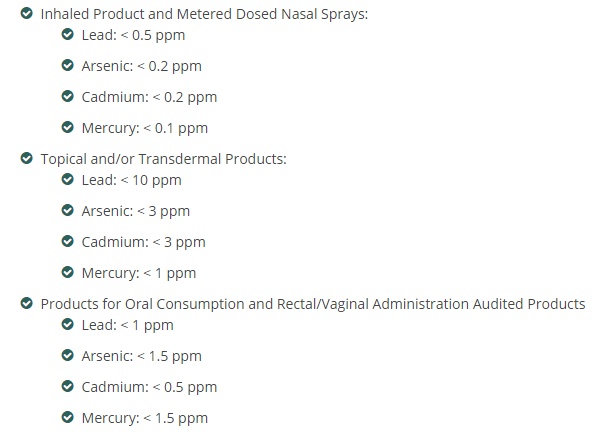 Inhaled Product and Metered Dosed Nasal Sprays:
Lead: < 0.5 ppm
Arsenic: < 0.2 ppm
Cadmium: < 0.2 ppm
Mercury: < 0.1 ppm
Topical and/or Transdermal Products:
Lead: < 10 ppm
Arsenic: < 3 ppm
Cadmium: < 3 ppm
Mercury: < 1 ppm
Products for Oral Consumption and Rectal/Vaginal Administration Audited Products
Lead: < 1 ppm
Arsenic: < 1.5 ppm
Cadmium: < 0.5 ppm
Mercury: < 1.5 ppm